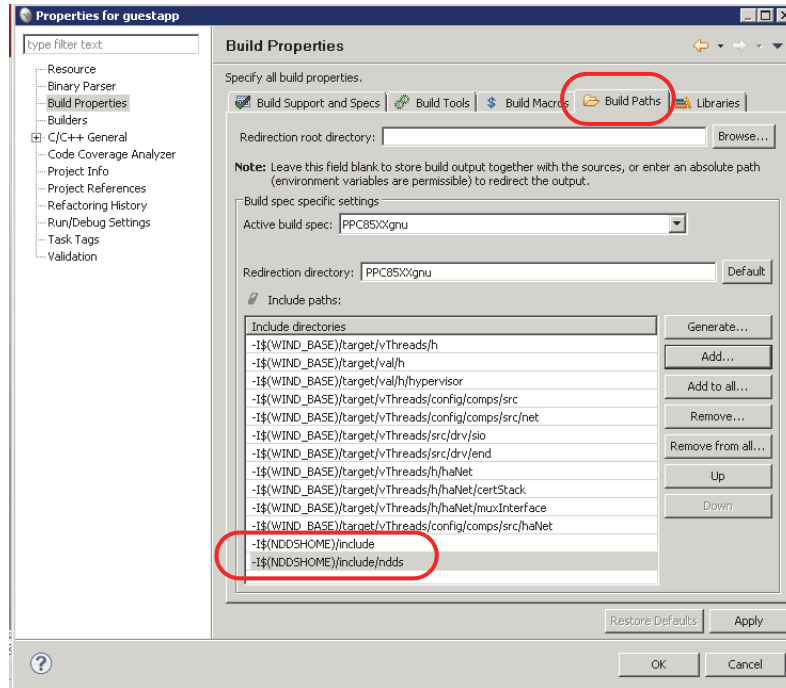 Properties for guestapp
type filter text
Build Properties
Resource
Binary Parser
Build Properties
Builders
C/C++ General
Code Coverage Analyzer
Project Info
Project References
Refactoring History
Run/Debug Settings
Task Tags
Validation
Specify all build properties.
Build Support and Specs Build Tools $ Build Macros Build Paths Libraries
Redirection root directory: Browse...
Note: Leave this field blank to store build output together with the sources, or enter an absolute path
(environment variables are permissible) to redirect the output.
Build spec specific settings
Active build spec: PPC85XXgnu
Redirection directory: PPC85XXgnu Default
Include paths:
Include directories
-I$(WIND_BASE)/target/vThreads/h
-I$(WIND_BASE)/target/val/h
-I$(WIND_BASE)/target/val/h/hypervisor
-I$(WIND_BASE)/target/vThreads/config/comps/src
-I$(WIND_BASE)/target/vThreads/config/comps/src/net
-I$(WIND_BASE)/target/vThreads/src/drv/sio
-I$(WIND_BASE)/target/vThreads/src/drv/end
-I$(WIND_BASE)/target/vThreads/h/haNet
-I$(WIND_BASE)/target/vThreads/h/haNet/certStack
-I$(WIND_BASE)/target/vThreads/h/haNet/muxInterface
-I$(WIND_BASE)/target/vThreads/config/comps/src/haNet
-I$(NDDSHOME)/include
-I$(NDDSHOME)/include/ndds
Generate...
Add...
Add to all...
Remove...
Remove from all...
Up
Down
Restore Defaults Apply
? OK Cancel